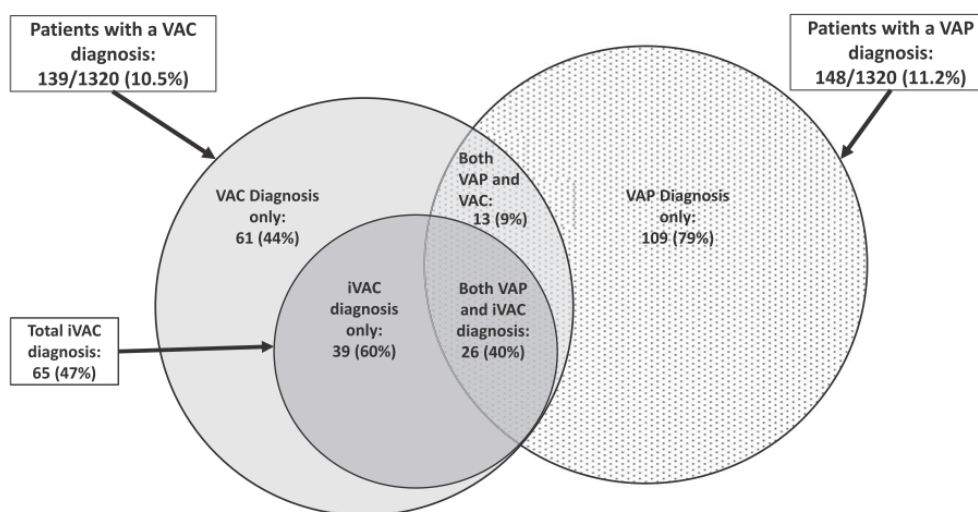 Patients with a VAC
diagnosis:
139/1320 (10.5%)
Patients with a VAP
diagnosis:
148/1320 (11.2%)
Both
VAP and
VAC:
13 (9%)
VAC Diagnosis
only:
61 (44%)
VAP Diagnosis
only:
109 (79%)
iVAC
diagnosis
only:
39 (60%)
Both VAP
and iVAC
diagnosis:
26 (40%)
Total iVAC
diagnosis:
65 (47%)